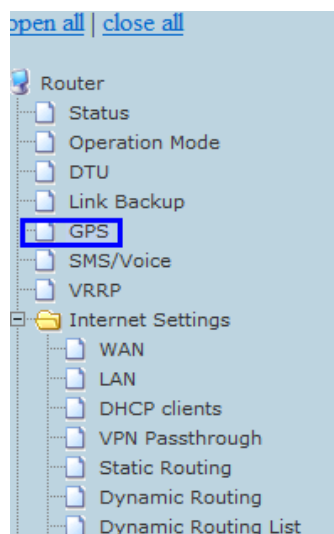 open all | close all
Router
Status
Operation Mode
DTU
Link Backup
GPS
SMS/Voice
VRRP
Internet Settings
WAN
LAN
DHCP clients
VPN Passthrough
Static Routing
Dynamic Routing
Dynamic Routing List